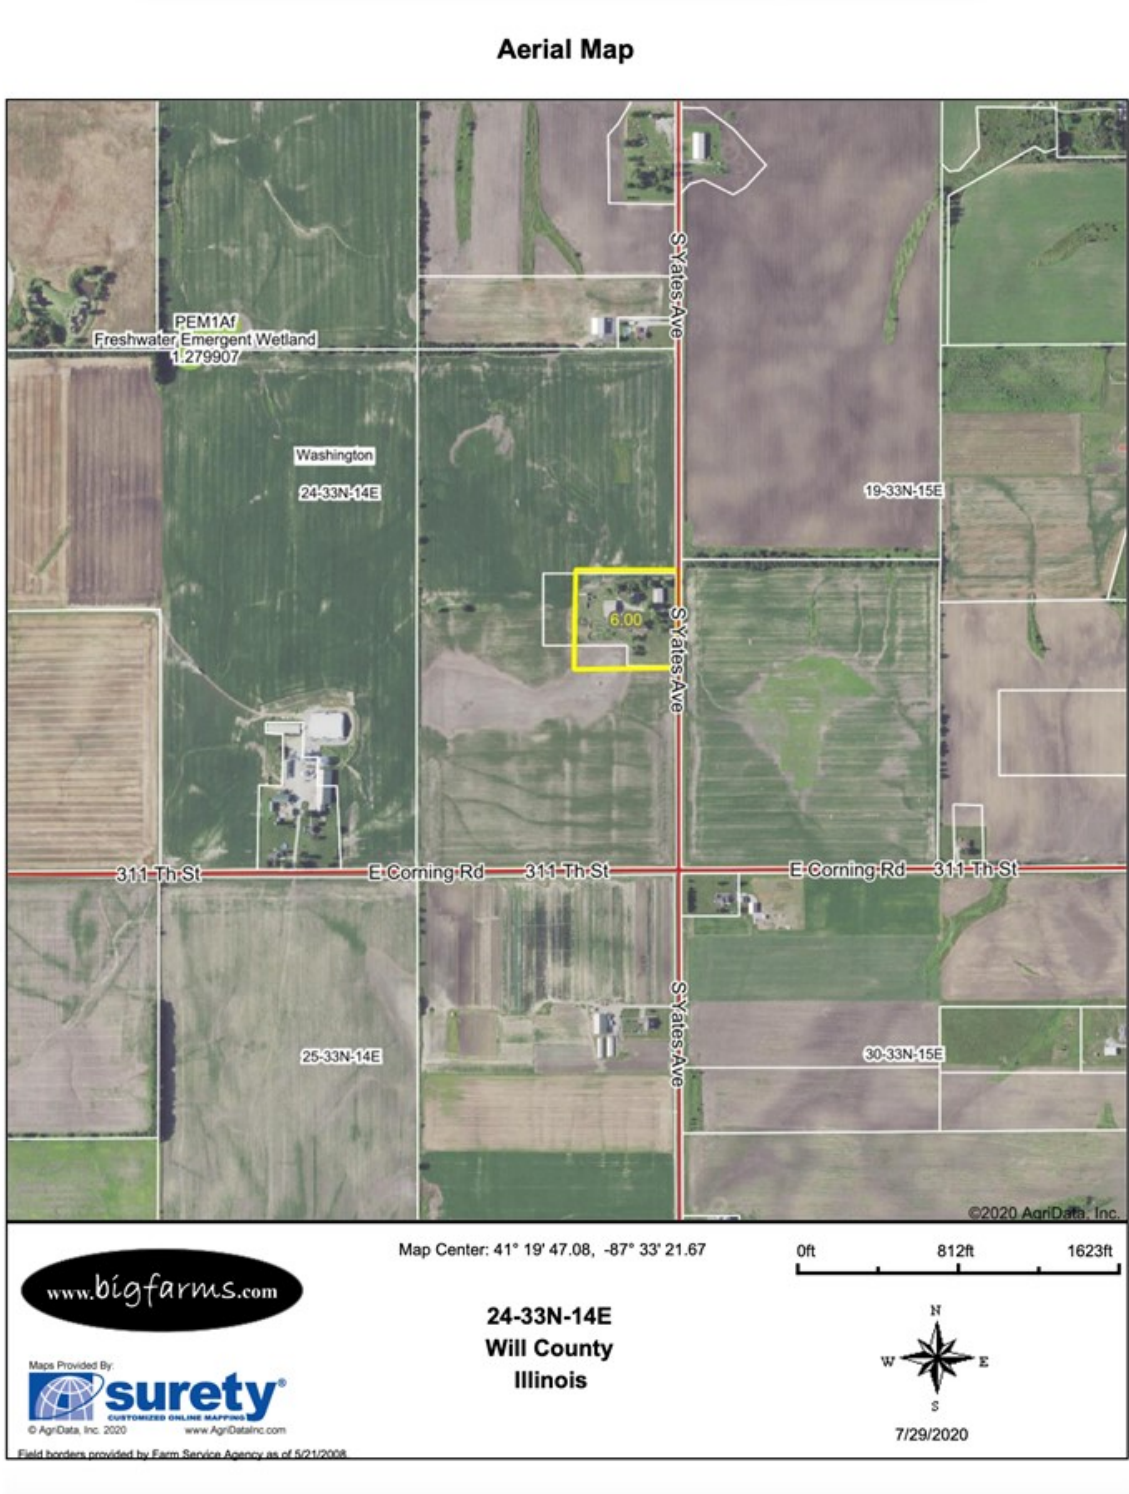 Aerial Map
S Yates Ave
PEM1Af
Freshwater Emergent Wetland
1.279907
Washington
24-33N-14E
19-33N-15E
6.00
S Yates Ave
311 Th St
E Corning Rd
311 Th St
E Corning Rd
311 Th St
S Yates Ave
25-33N-14E
30-33N-15E
©2020 AgriData, Inc.
Map Center: 41° 19' 47.08, -87° 33' 21.67
0ft 812ft 1623ft
www.bigfarms.com
24-33N-14E
Will County
Illinois
N
W E
S
Maps Provided By:
surety®
CUSTOMIZED ONLINE MAPPING
© AgriData, Inc. 2020 www.AgriDataInc.com
7/29/2020
Field borders provided by Farm Service Agency as of 5/21/2008.